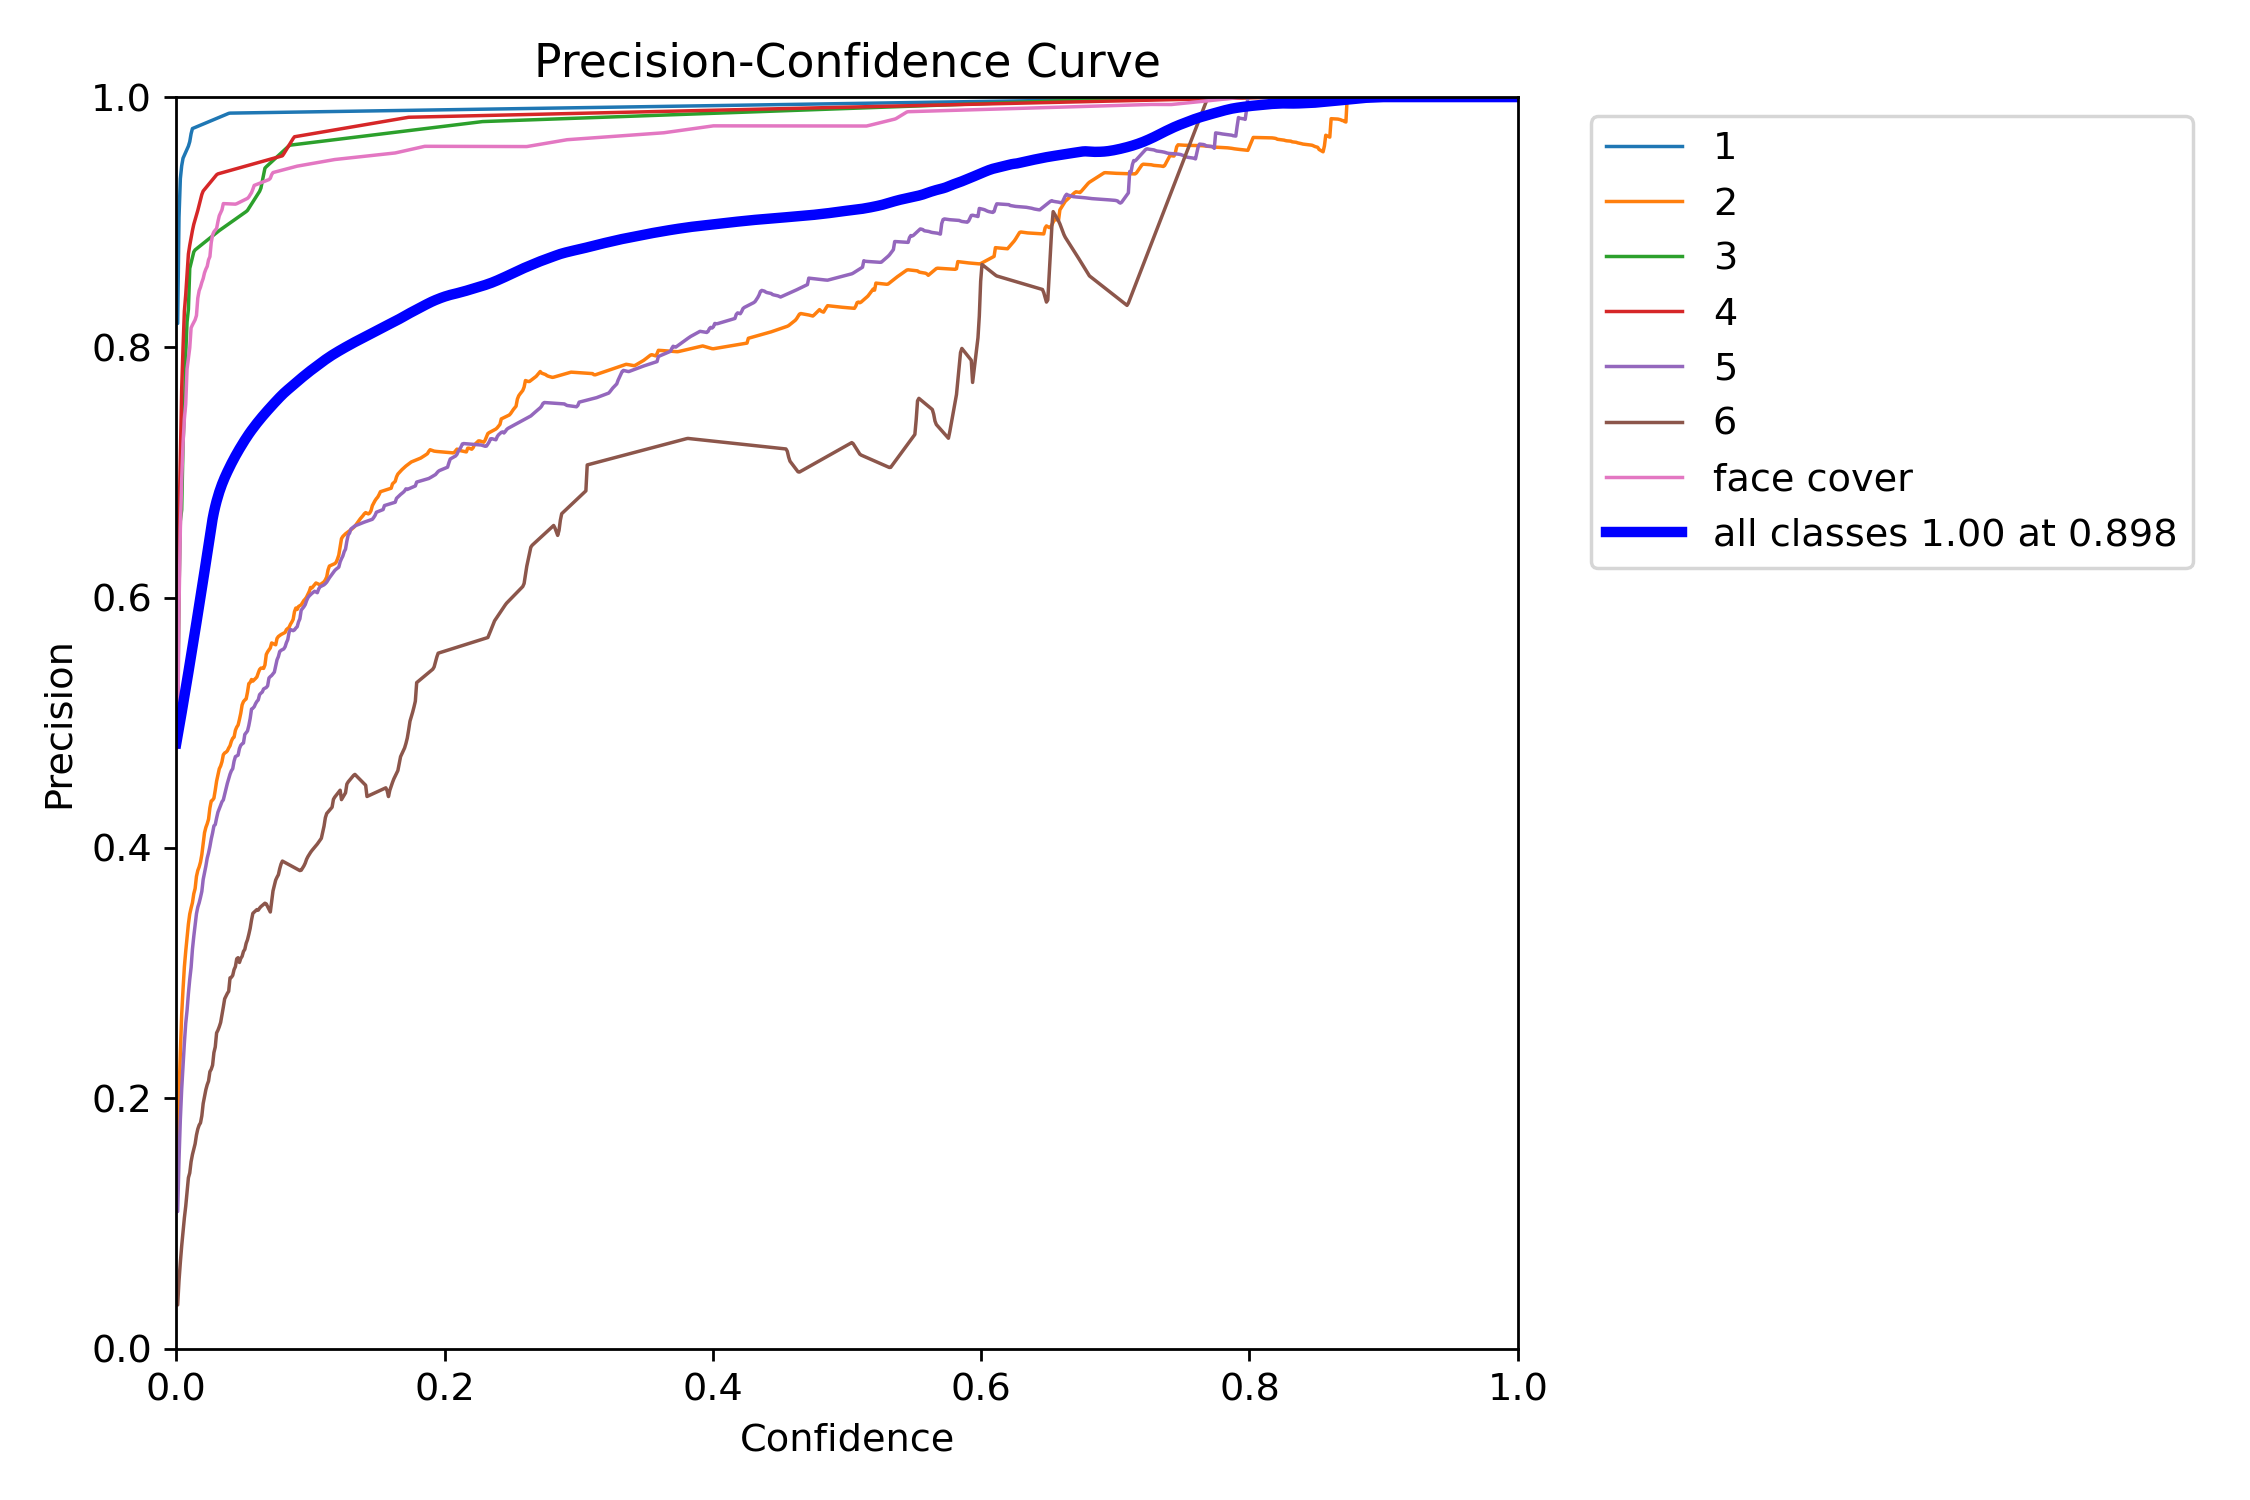 Precision-Confidence Curve
1.0
0.8
0.6
0.4
0.2
0.0
Precision
0.0 0.2 0.4 0.6 0.8 1.0
Confidence
1
2
3
4
5
6
face cover
all classes 1.00 at 0.898